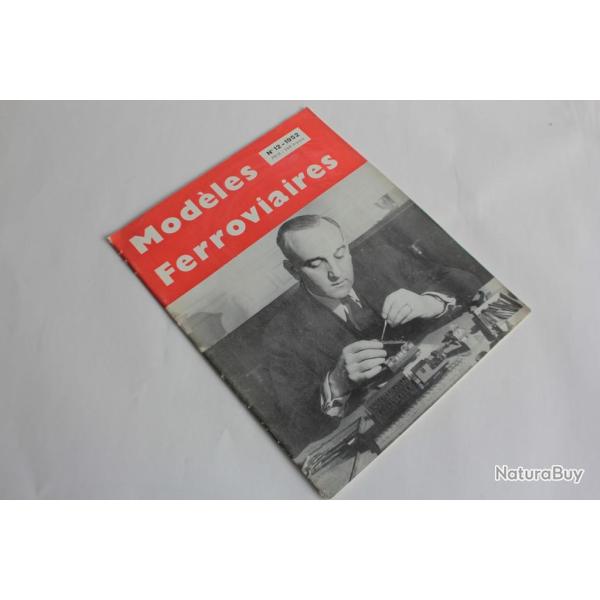 Modèles
Ferroviaires
N° 12 - 1952
NaturaBuy